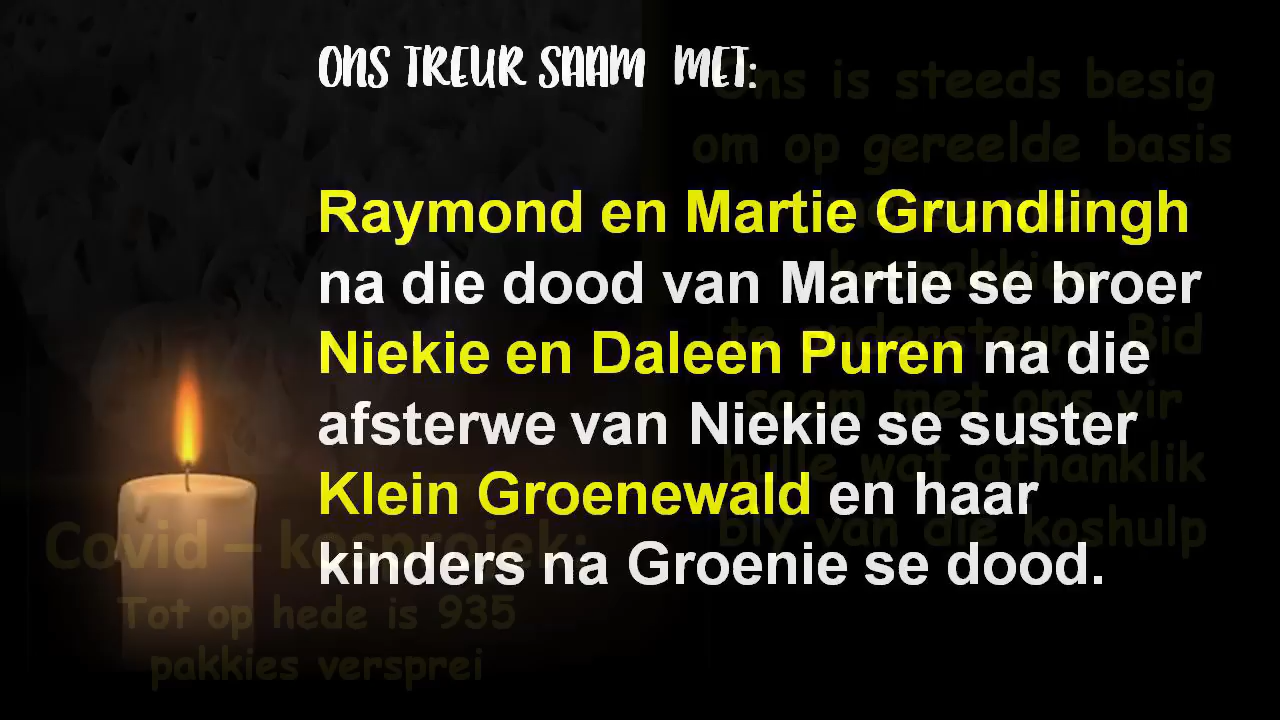 ONS TREUR SAAM MET:
Raymond en Martie Grundlingh
na die dood van Martie se broer
Niekie en Daleen Puren na die
afsterwe van Niekie se suster
Klein Groenewald en haar
kinders na Groenie se dood.
Ons is steeds besig
om op gereelde basis
te ondersteun. Bid
saam met ons vir
hulle wat afhanklik
bly van die koshulp
Covid – kosprojek:
Tot op hede is 935
pakkies versprei